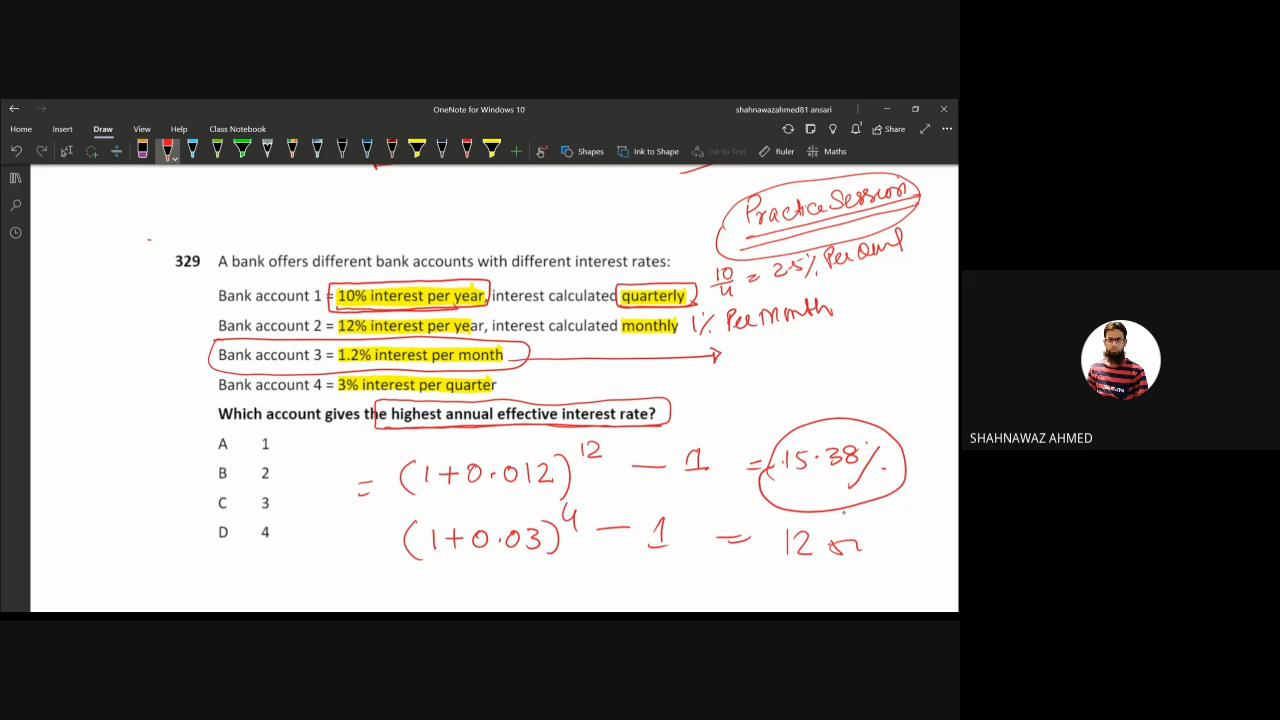 OneNote for Windows 10
shahnawazahmed81 ansari
Home Insert Draw View Help Class Notebook
Share
Shapes Ink to Shape Ink to Text Ruler Maths
Practice Session
329 A bank offers different bank accounts with different interest rates:
10/4 = 2.5% Per
Bank account 1 = 10% interest per year, interest calculated quarterly
Bank account 2 = 12% interest per year, interest calculated monthly 1% Per Month
Bank account 3 = 1.2% interest per month
Bank account 4 = 3% interest per quarter
Which account gives the highest annual effective interest rate?
A 1
B 2
C 3
D 4
= (1+0.012)^12 — 1 = 15.38%.
(1+0.03)^4 — 1 = 12
SHAHNAWAZ AHMED